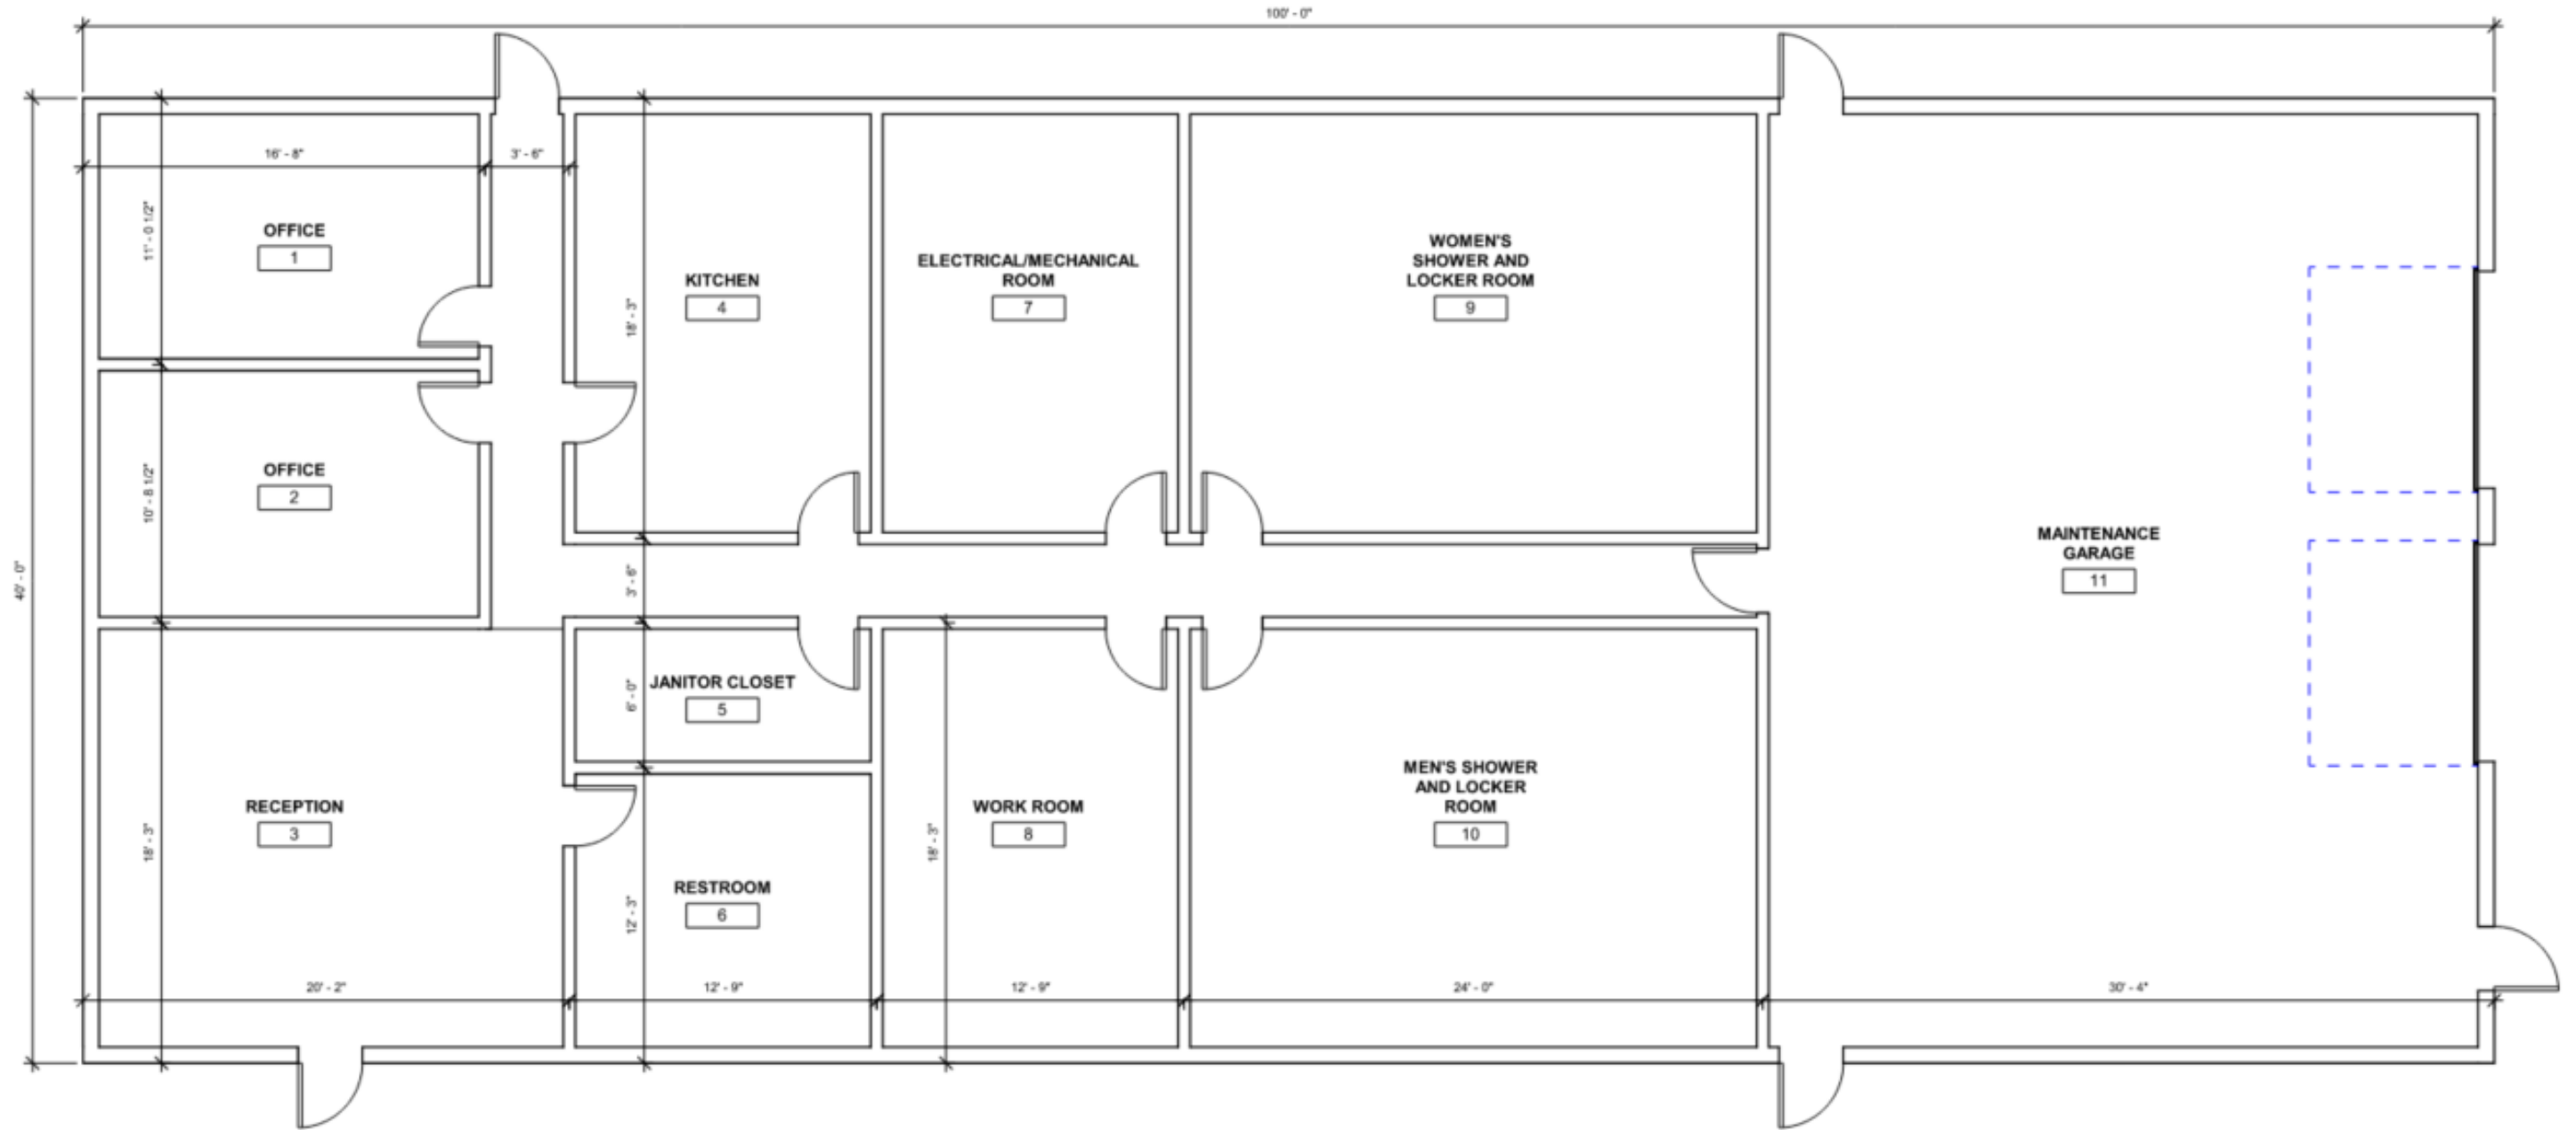 100' - 0"
16' - 8"
3' - 6"
11' - 0 1/2"
OFFICE
1
KITCHEN
4
18' - 3"
ELECTRICAL/MECHANICAL
ROOM
7
WOMEN'S
SHOWER AND
LOCKER ROOM
9
OFFICE
2
10' - 8 1/2"
40' - 0"
3' - 6"
MAINTENANCE
GARAGE
11
JANITOR CLOSET
5
6' - 0"
RECEPTION
3
18' - 3"
RESTROOM
6
12' - 3"
WORK ROOM
8
18' - 3"
MEN'S SHOWER
AND LOCKER
ROOM
10
20' - 2"
12' - 9"
12' - 9"
24' - 0"
30' - 4"